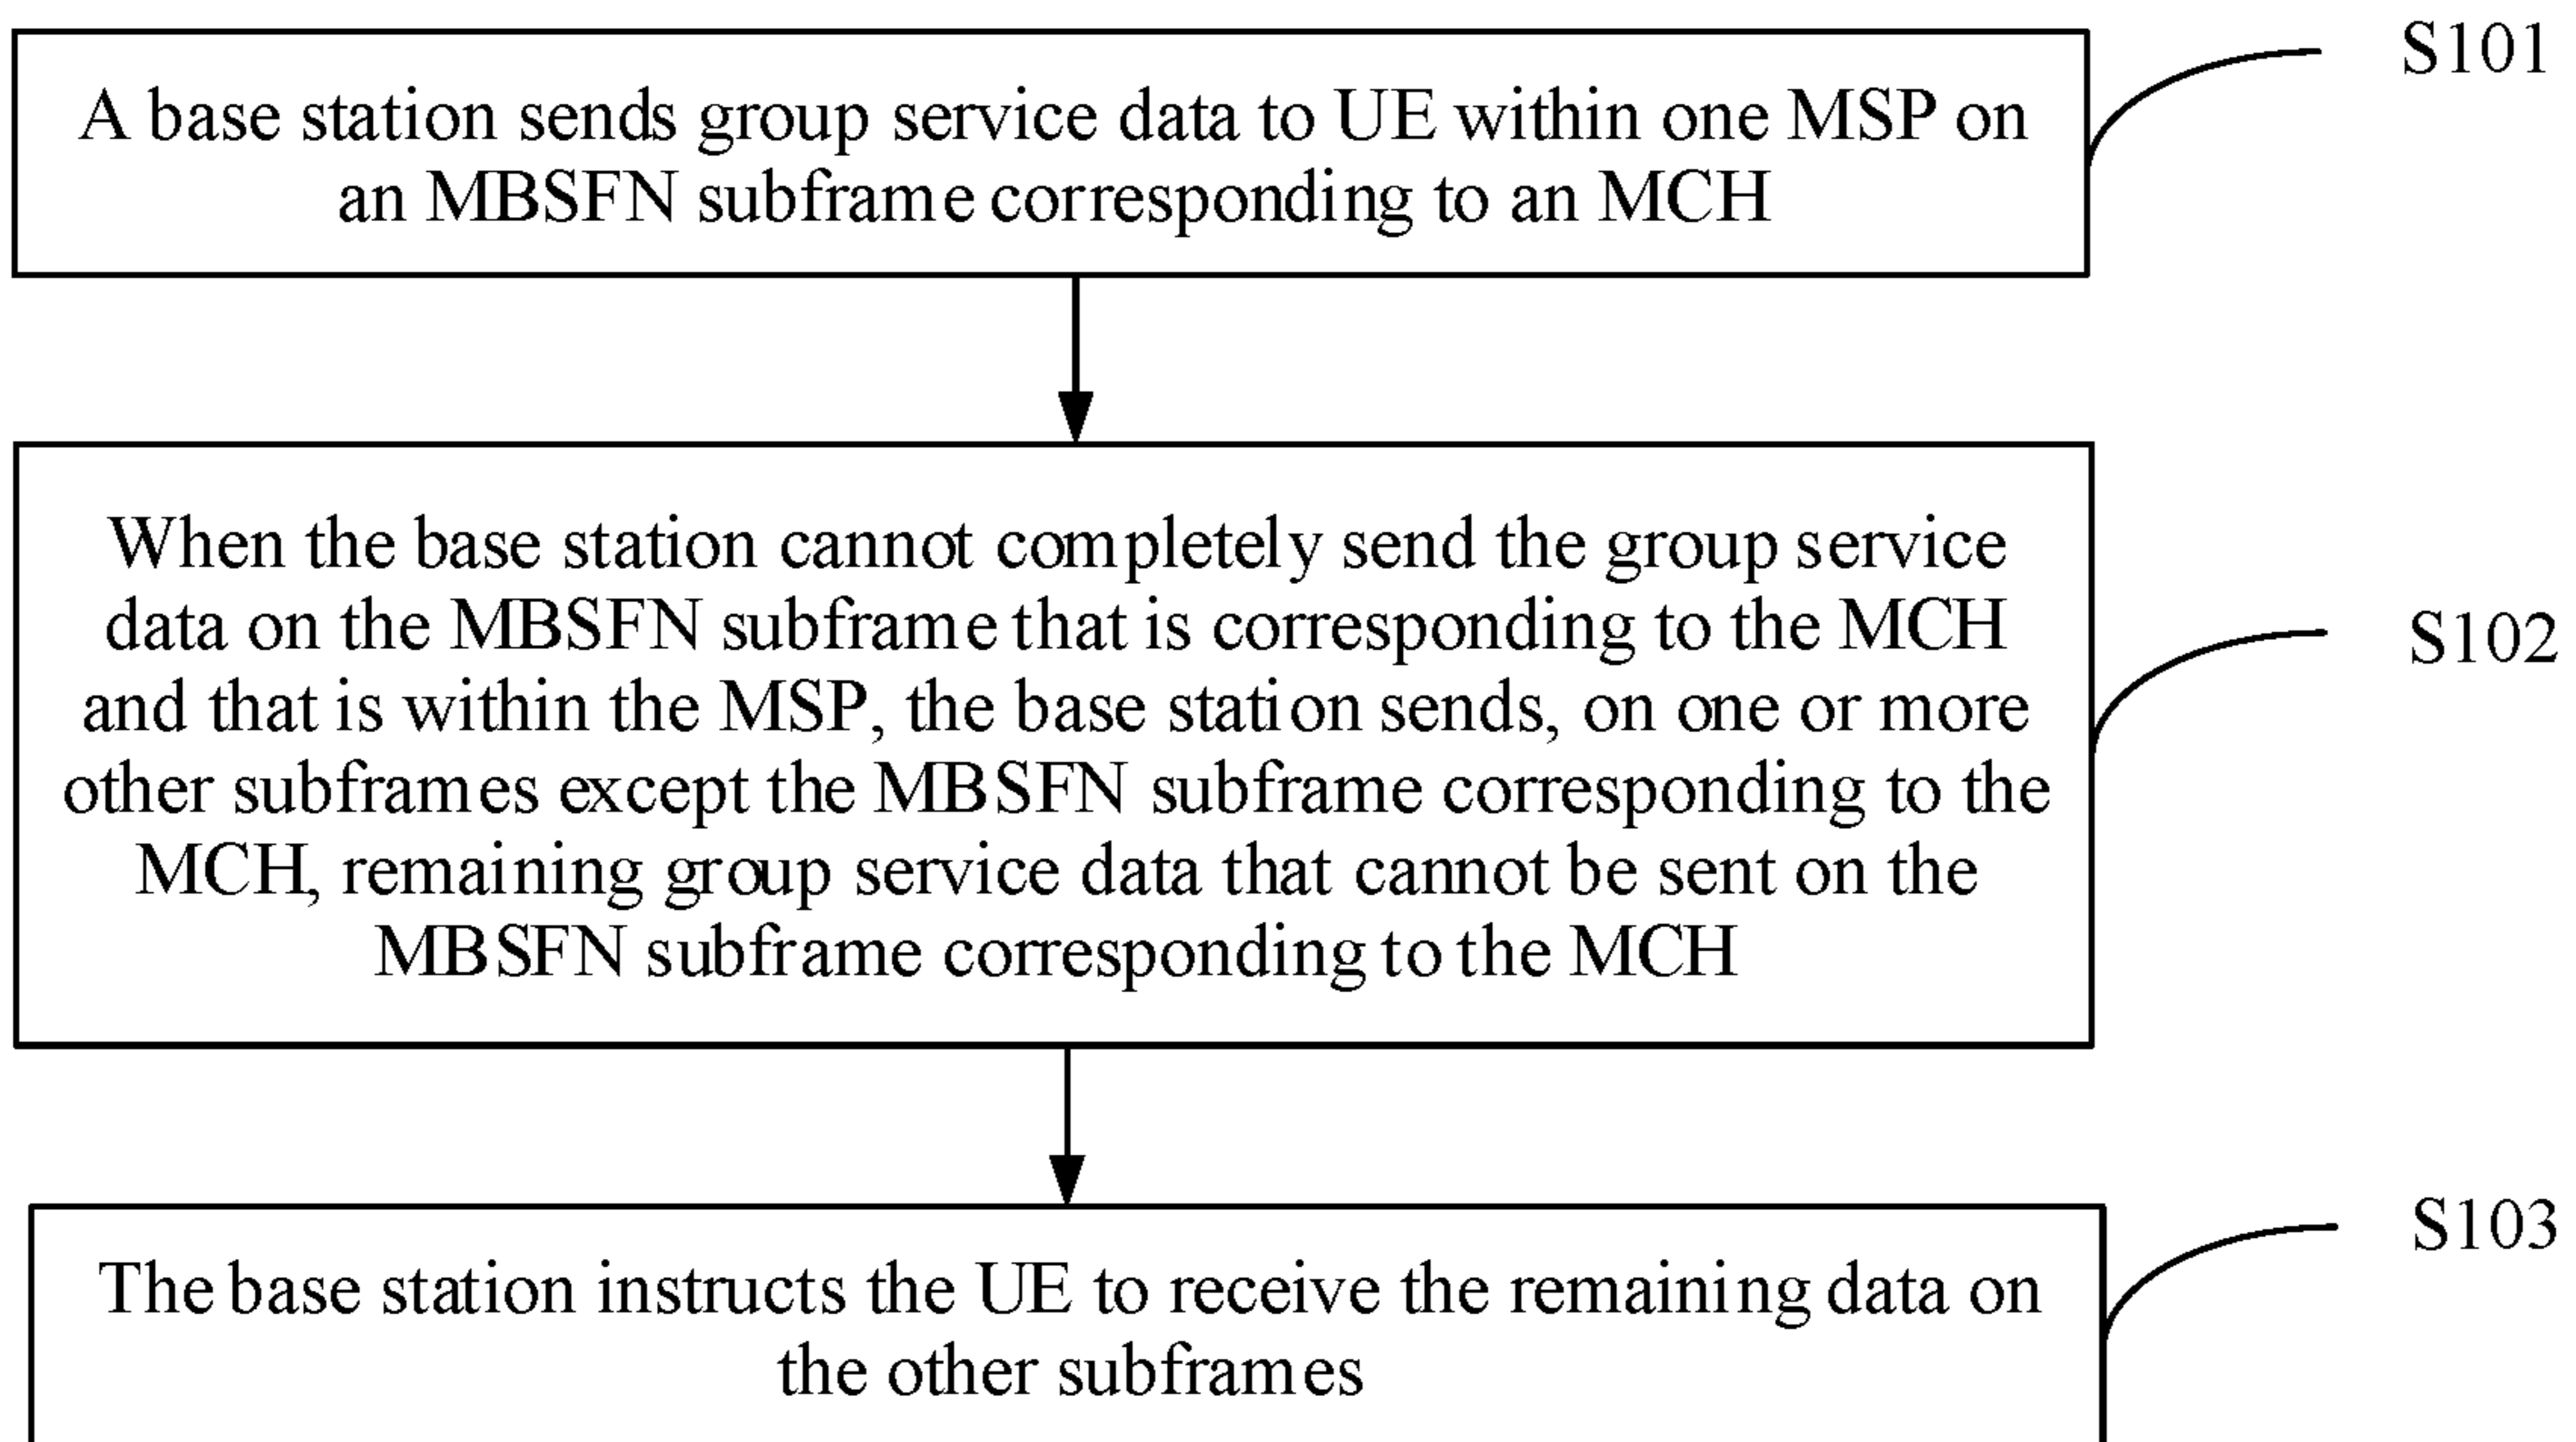 S101
A base station sends group service data to UE within one MSP on
an MBSFN subframe corresponding to an MCH
When the base station cannot completely send the group service
data on the MBSFN subframe that is corresponding to the MCH
and that is within the MSP, the base station sends, on one or more
other subframes except the MBSFN subframe corresponding to the
MCH, remaining group service data that cannot be sent on the
MBSFN subframe corresponding to the MCH
S102
The base station instructs the UE to receive the remaining data on
the other subframes
S103